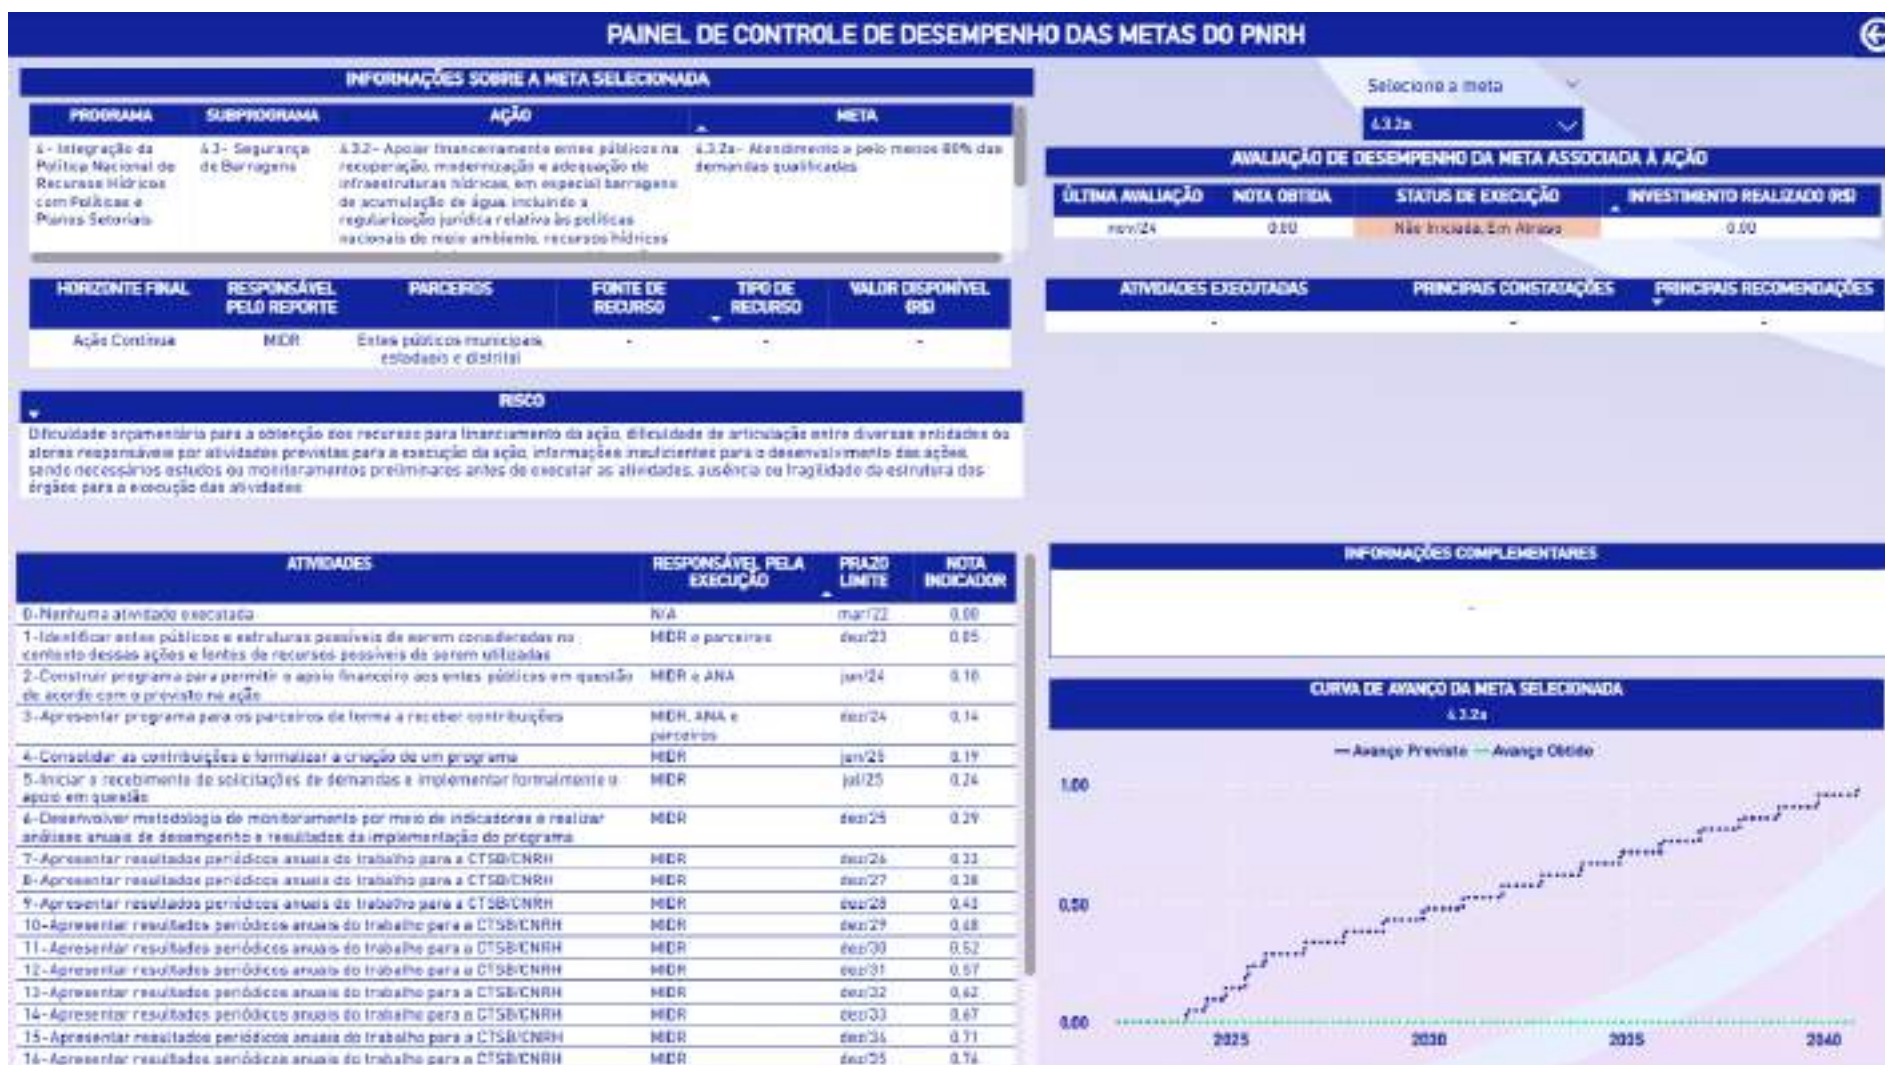 PAINEL DE CONTROLE DE DESEMPENHO DAS METAS DO PNRH
INFORMAÇÕES SOBRE A META SELECIONADA
PROGRAMA SUBPROGRAMA AÇÃO META
4- Integração da Política Nacional de Recursos Hídricos com Políticas e Planos Setoriais
4.3- Segurança de Barragens
4.3.2- Apoiar financeiramente entes públicos na
recuperação, modernização e adequação de
infraestruturas hídricas, em especial barragens
de acumulação de água, incluindo a
regularização jurídica relativa às políticas
nacionais de meio ambiente, recursos hídricos
4.3.2a- Atendimento a pelo menos 80% das
demandas qualificadas
HORIZONTE FINAL RESPONSÁVEL PELO REPORTE PARCEIROS FONTE DE RECURSO TIPO DE RECURSO VALOR DISPONÍVEL (R$)
Ação Contínua MIDR Entes públicos municipais, estaduais e distrital - - -
RISCO
Dificuldade orçamentária para a obtenção dos recursos para financiamento da ação, dificuldade de articulação entre diversas entidades ou
atores responsáveis por atividades previstas para a execução da ação, informações insuficientes para o desenvolvimento das ações,
sendo necessários estudos ou monitoramentos preliminares antes de executar as atividades, ausência ou fragilidade da estrutura dos
órgãos para a execução das atividades
ATIVIDADES RESPONSÁVEL PELA EXECUÇÃO PRAZO LIMITE NOTA INDICADOR
0-Nenhuma atividade executada N/A mar/22 0,00
1-Identificar entes públicos e estruturas possíveis de serem consideradas no MIDR e parceiros dez/23 0,05
contexto dessas ações e fontes de recursos possíveis de serem utilizadas
2-Construir programa para permitir o apoio financeiro aos entes públicos em questão MIDR e ANA jun/24 0,10
de acordo com o previsto na ação
3-Apresentar programa para os parceiros de forma a receber contribuições MIDR, ANA e parceiros dez/24 0,14
4-Consolidar as contribuições e formalizar a criação de um programa MIDR jun/25 0,19
5-Iniciar o recebimento de solicitações de demandas e implementar formalmente o MIDR jul/25 0,24
apoio em questão
6-Desenvolver metodologia de monitoramento por meio de indicadores e realizar MIDR dez/25 0,29
análises anuais de desempenho e resultados da implementação do programa
7-Apresentar resultados periódicos anuais do trabalho para a CTSB/CNRH MIDR dez/26 0,33
8-Apresentar resultados periódicos anuais do trabalho para a CTSB/CNRH MIDR dez/27 0,38
9-Apresentar resultados periódicos anuais do trabalho para a CTSB/CNRH MIDR dez/28 0,43
10-Apresentar resultados periódicos anuais do trabalho para a CTSB/CNRH MIDR dez/29 0,48
11-Apresentar resultados periódicos anuais do trabalho para a CTSB/CNRH MIDR dez/30 0,52
12-Apresentar resultados periódicos anuais do trabalho para a CTSB/CNRH MIDR dez/31 0,57
13-Apresentar resultados periódicos anuais do trabalho para a CTSB/CNRH MIDR dez/32 0,62
14-Apresentar resultados periódicos anuais do trabalho para a CTSB/CNRH MIDR dez/33 0,67
15-Apresentar resultados periódicos anuais do trabalho para a CTSB/CNRH MIDR dez/34 0,71
16-Apresentar resultados periódicos anuais do trabalho para a CTSB/CNRH MIDR dez/35 0,76
Selecione a meta
4.3.2a
AVALIAÇÃO DE DESEMPENHO DA META ASSOCIADA À AÇÃO
ÚLTIMA AVALIAÇÃO NOTA OBTIDA STATUS DE EXECUÇÃO INVESTIMENTO REALIZADO (R$)
nov/24 0,00 Não Iniciada, Em Atraso 0,00
ATIVIDADES EXECUTADAS PRINCIPAIS CONSTATAÇÕES PRINCIPAIS RECOMENDAÇÕES
- - -
INFORMAÇÕES COMPLEMENTARES
-
CURVA DE AVANÇO DA META SELECIONADA
4.3.2a
Avanço Previsto Avanço Obtido
1,00
0,50
0,00
2025 2030 2035 2040